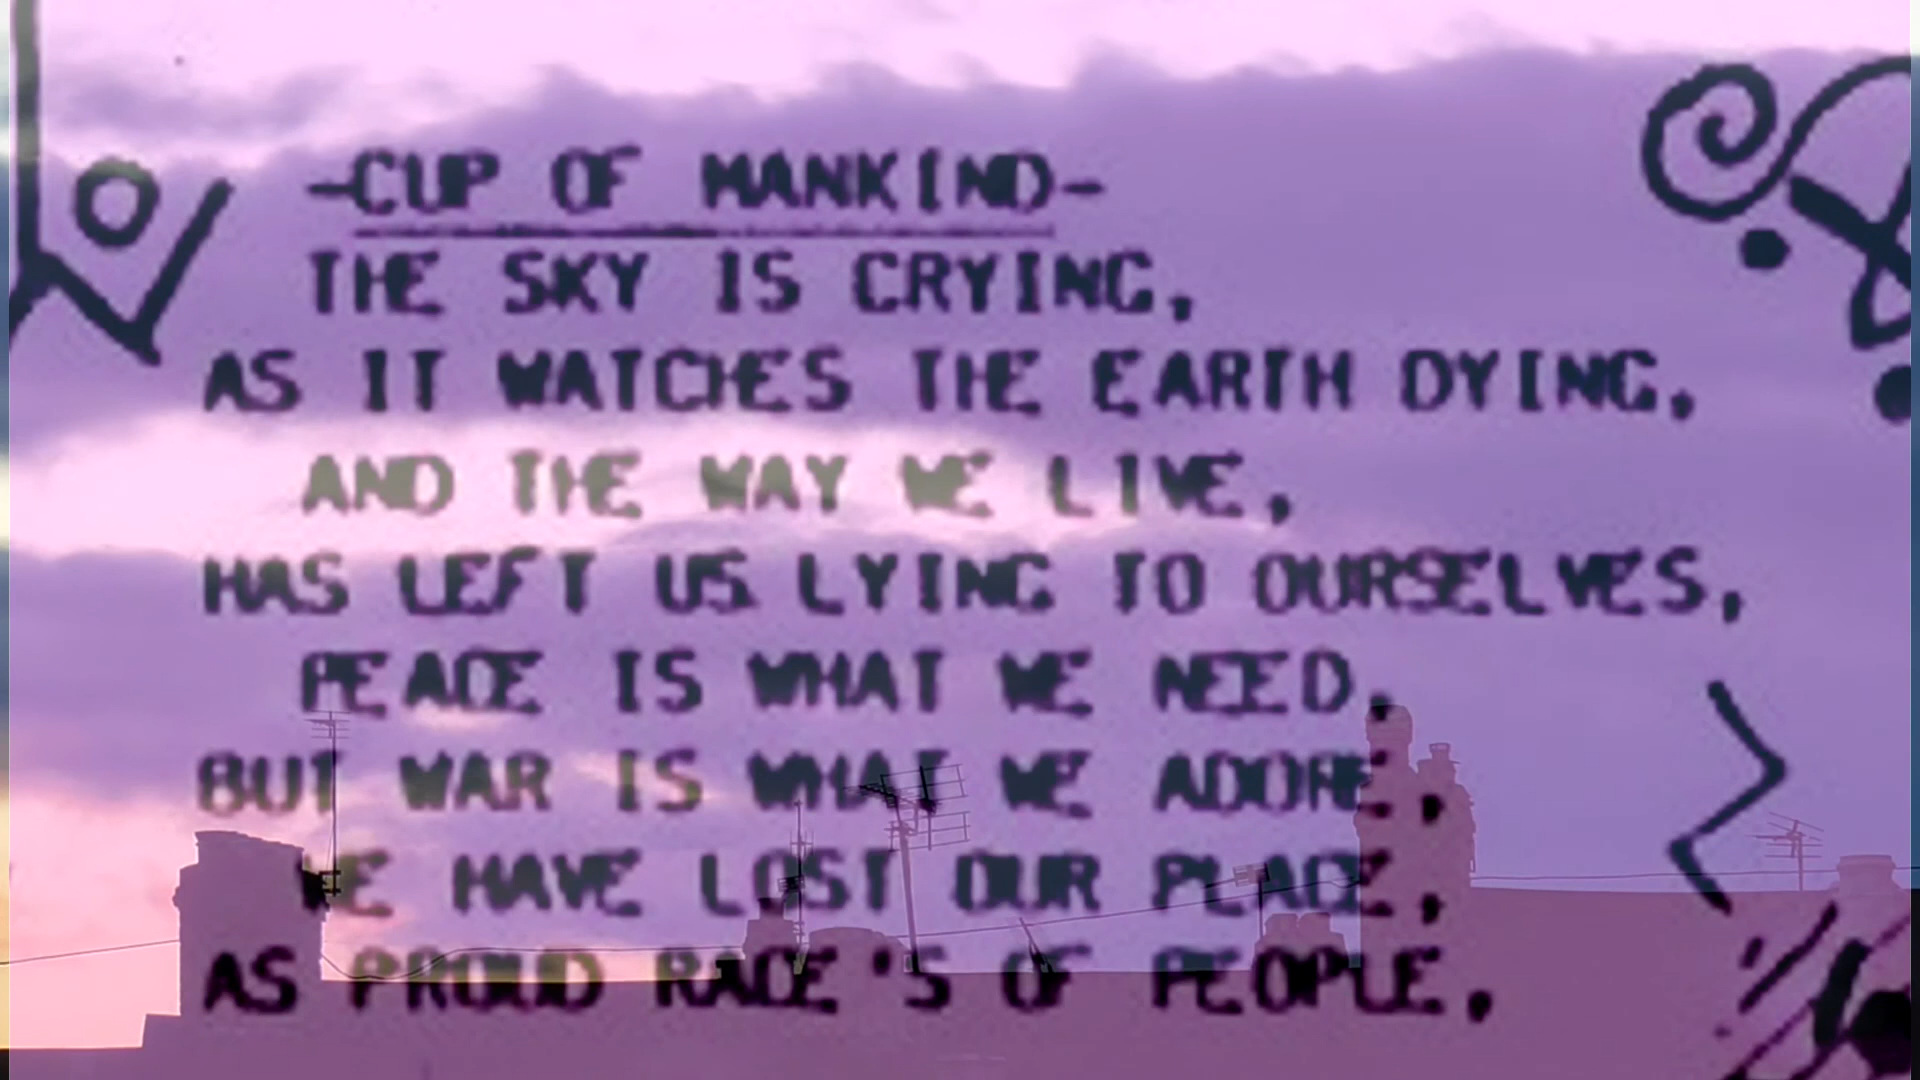 -CUP OF MANKIND-
THE SKY IS CRYING,
AS IT WATCHES THE EARTH DYING,
AND THE WAY WE LIVE,
HAS LEFT US LYING TO OURSELVES,
PEACE IS WHAT WE NEED,
BUT WAR IS WHAT WE ADORE,
WE HAVE LOST OUR PLACE,
AS PROUD RACE'S OF PEOPLE,